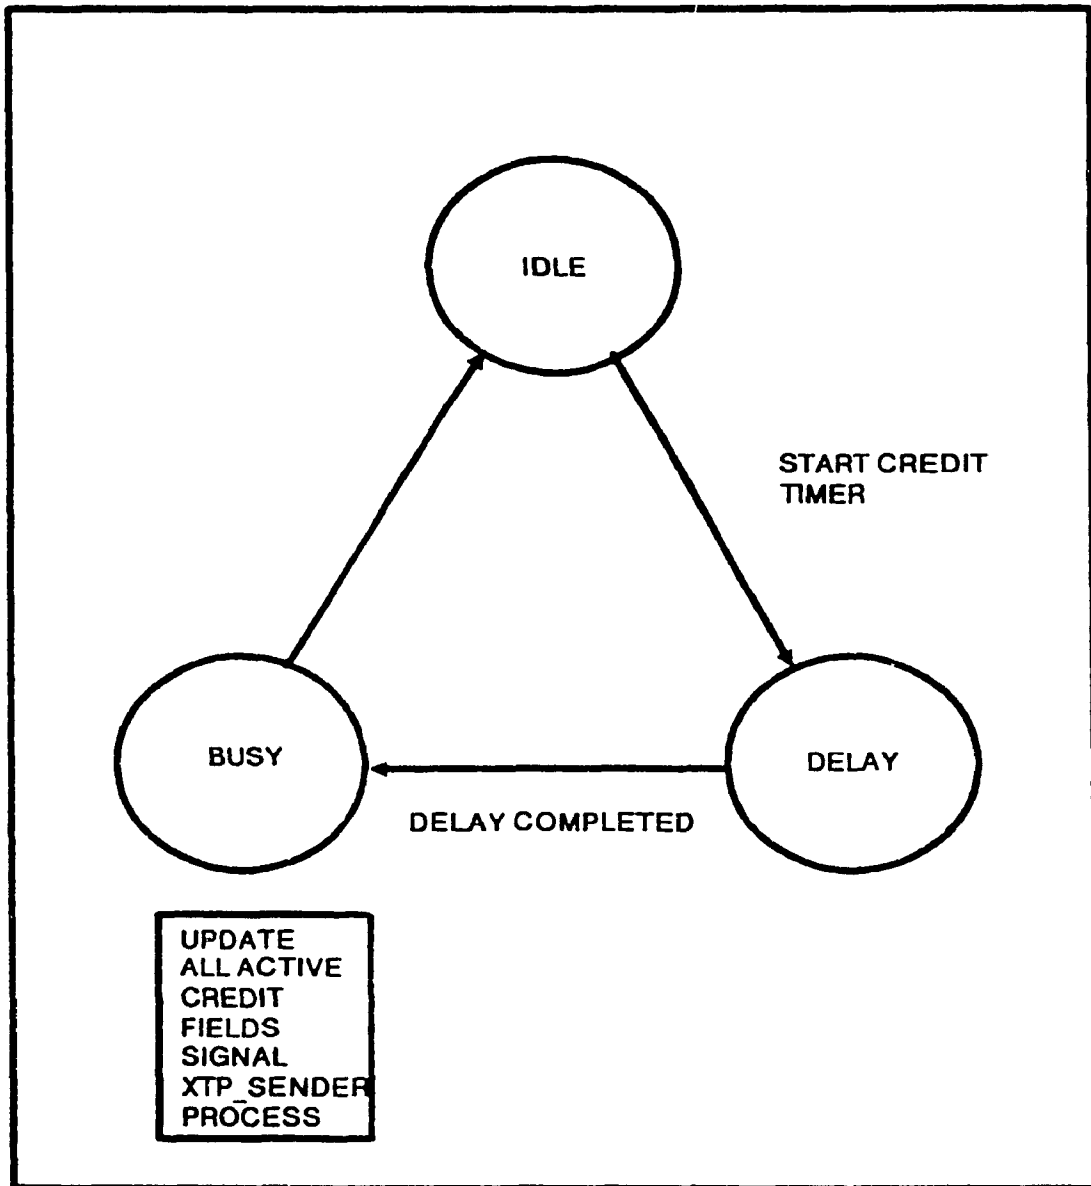 IDLE
START CREDIT
TIMER
BUSY
DELAY
DELAY COMPLETED
UPDATE
ALL ACTIVE
CREDIT
FIELDS
SIGNAL
XTP_SENDER
PROCESS